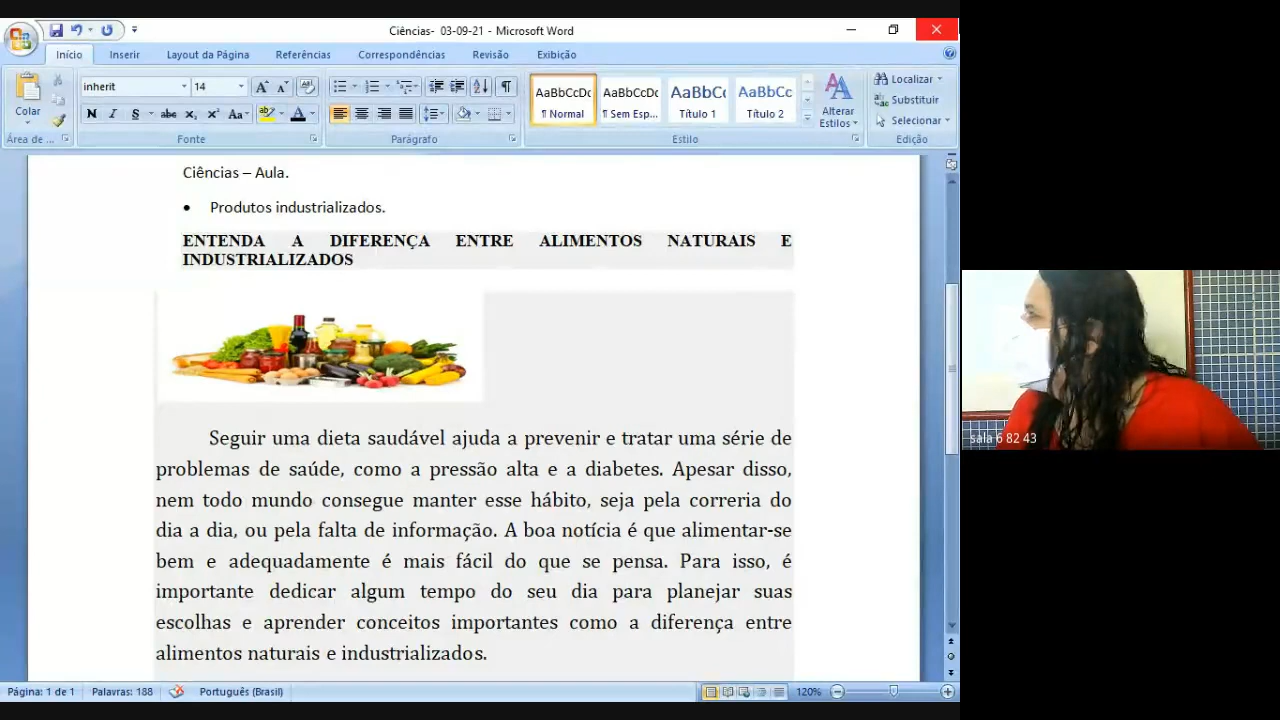 Ciências- 03-09-21 - Microsoft Word
Início Inserir Layout da Página Referências Correspondências Revisão Exibição
inherit 14
AaBbCcDc AaBbCcDc AaBbC AaBbCc
Colar
N I S abc x₂ x² Aa A
¶ Normal ¶ Sem Esp... Título 1 Título 2
Alterar Estilos
Localizar
Substituir
Selecionar
Área de ... Fonte Parágrafo Estilo Edição
Ciências – Aula.
• Produtos industrializados.
ENTENDA A DIFERENÇA ENTRE ALIMENTOS NATURAIS E
INDUSTRIALIZADOS
Seguir uma dieta saudável ajuda a prevenir e tratar uma série de
problemas de saúde, como a pressão alta e a diabetes. Apesar disso,
nem todo mundo consegue manter esse hábito, seja pela correria do
dia a dia, ou pela falta de informação. A boa notícia é que alimentar-se
bem e adequadamente é mais fácil do que se pensa. Para isso, é
importante dedicar algum tempo do seu dia para planejar suas
escolhas e aprender conceitos importantes como a diferença entre
alimentos naturais e industrializados.
sala 6 82 43
Página: 1 de 1 Palavras: 188 Português (Brasil) 120%